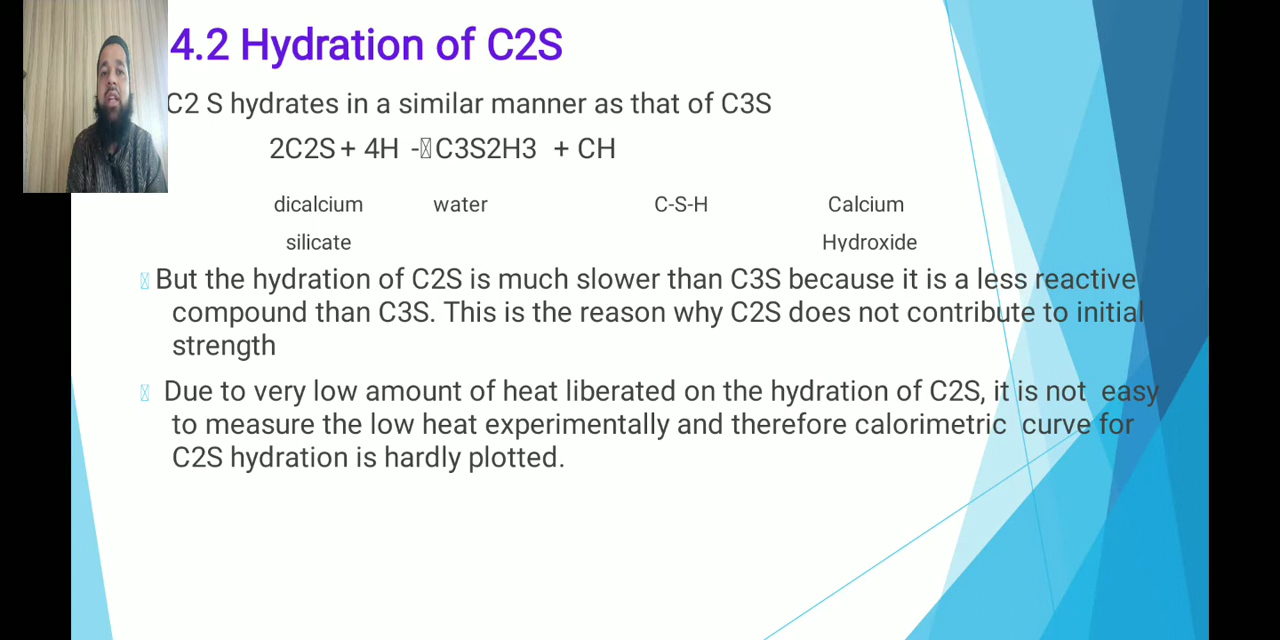 4.2 Hydration of C2S
C2 S hydrates in a similar manner as that of C3S
2C2S + 4H - C3S2H3 + CH
dicalcium water C-S-H Calcium
silicate Hydroxide
But the hydration of C2S is much slower than C3S because it is a less reactive
compound than C3S. This is the reason why C2S does not contribute to initial
strength
Due to very low amount of heat liberated on the hydration of C2S, it is not easy
to measure the low heat experimentally and therefore calorimetric curve for
C2S hydration is hardly plotted.